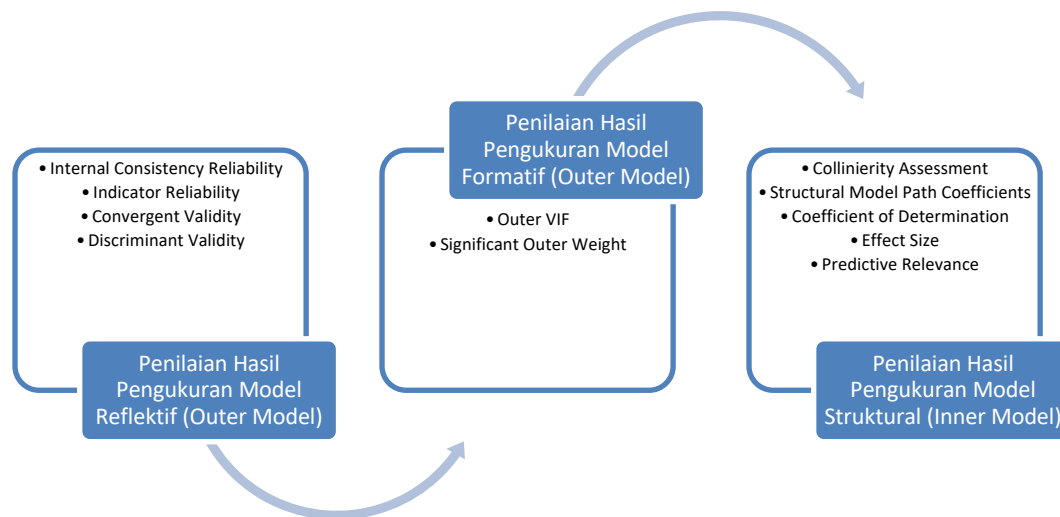 • Internal Consistency Reliability
• Indicator Reliability
• Convergent Validity
• Discriminant Validity
Penilaian Hasil
Pengukuran Model
Reflektif (Outer Model)
Penilaian Hasil
Pengukuran Model
Formatif (Outer Model)
• Outer VIF
• Significant Outer Weight
• Collinierity Assessment
• Structural Model Path Coefficients
• Coefficient of Determination
• Effect Size
• Predictive Relevance
Penilaian Hasil
Pengukuran Model
Struktural (Inner Model)